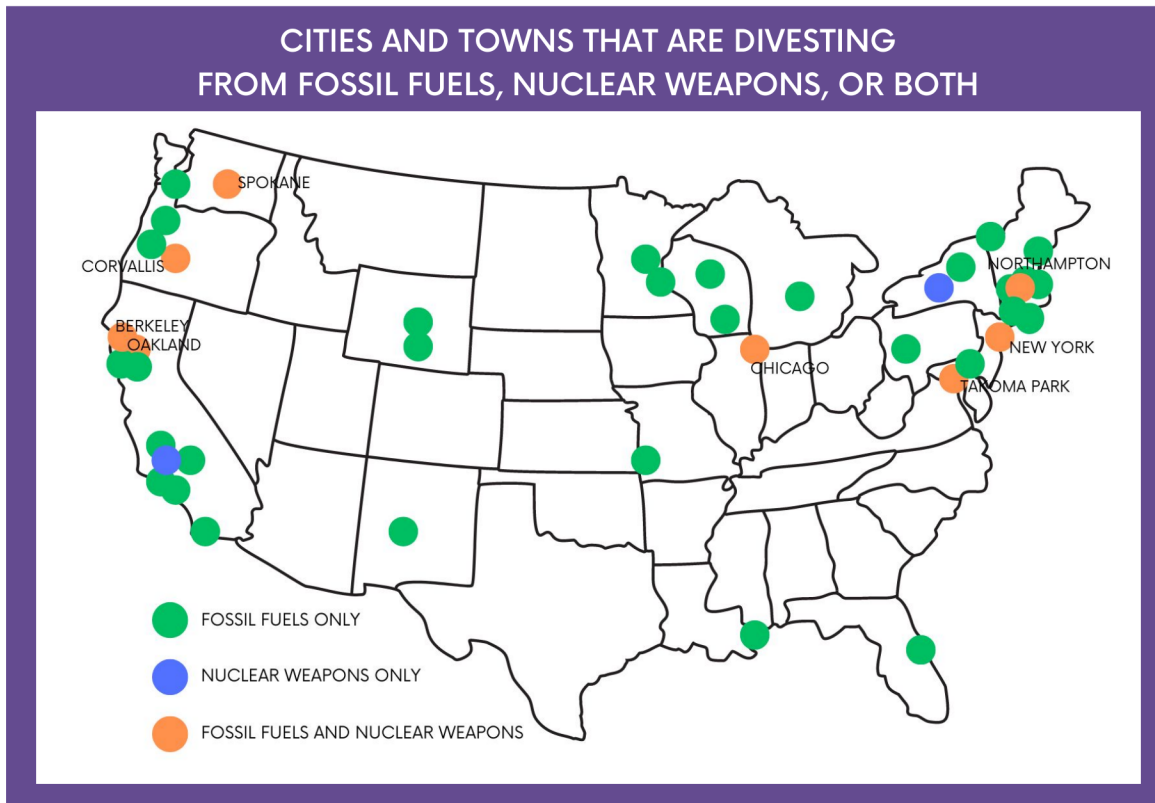 CITIES AND TOWNS THAT ARE DIVESTING
FROM FOSSIL FUELS, NUCLEAR WEAPONS, OR BOTH
SPOKANE
CORVALLIS
NORTHAMPTON
BERKELEY
OAKLAND
NEW YORK
CHICAGO
TAKOMA PARK
FOSSIL FUELS ONLY
NUCLEAR WEAPONS ONLY
FOSSIL FUELS AND NUCLEAR WEAPONS